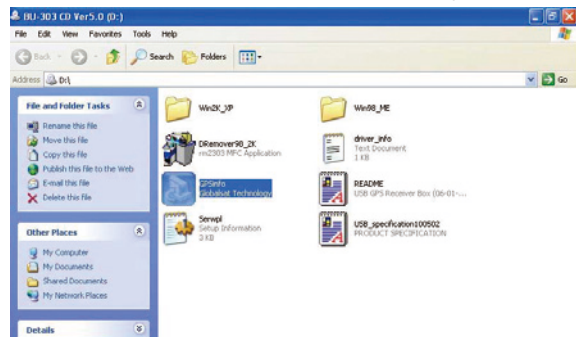 BU-303 CD Ver5.0 (D:)
File Edit View Favorites Tools Help
Back Search Folders
Address D:\ Go
File and Folder Tasks
Rename this file
Move this file
Copy this file
Publish this file to the Web
E-mail this file
Delete this file
Other Places
My Computer
My Documents
Shared Documents
My Network Places
Details
Win2K_XP
Win98_ME
DRemover98_2K
rm2303 MFC Application
driver_info
Text Document
1 KB
GPSinfo
Globalsat Technology
README
USB GPS Receiver Box (06-01-...
Serwpl
Setup Information
3 KB
USB_specification100502
PRODUCT SPECIFICATION